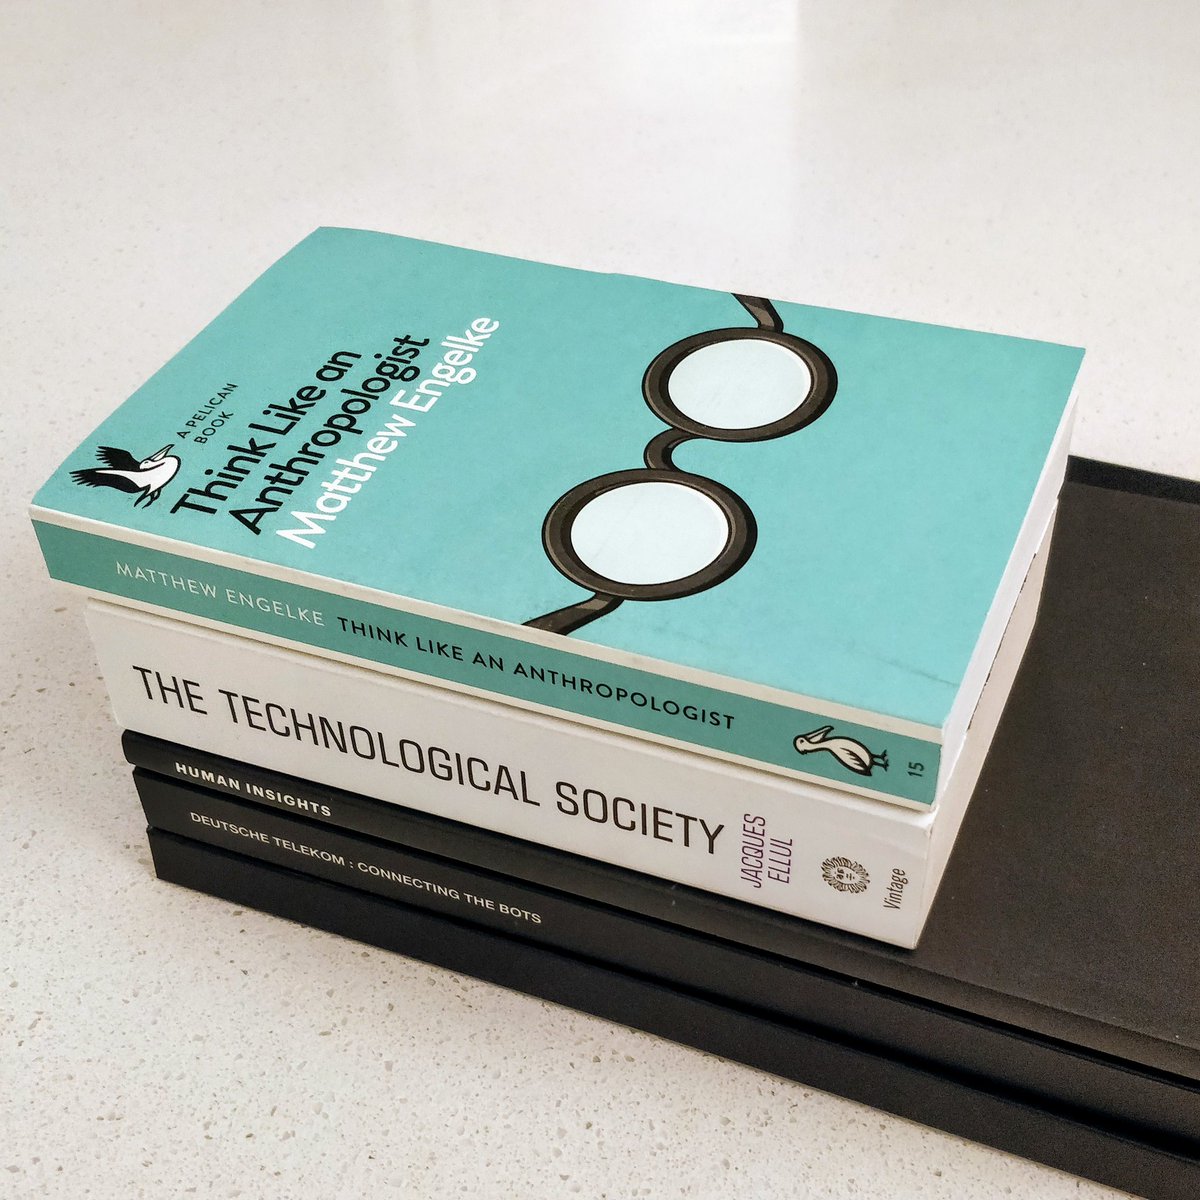 A PELICAN
BOOK
Think Like an
Anthropologist
Matthew Engelke
MATTHEW ENGELKE THINK LIKE AN ANTHROPOLOGIST 15
THE TECHNOLOGICAL SOCIETY JACQUES
ELLUL
Vintage
HUMAN INSIGHTS
DEUTSCHE TELEKOM : CONNECTING THE BOTS